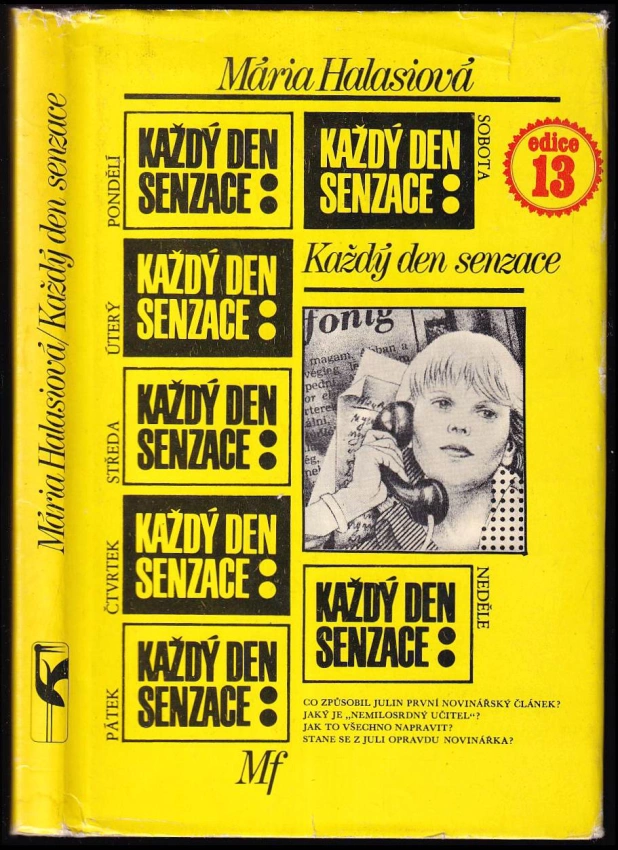 Mária Halasiová/Každý den senzace
Mária Halasiová
PONDĚLÍ
KAŽDÝ DEN
SENZACE:
ÚTERÝ
KAŽDÝ DEN
SENZACE:
STŘEDA
KAŽDÝ DEN
SENZACE:
ČTVRTEK
KAŽDÝ DEN
SENZACE:
PÁTEK
KAŽDÝ DEN
SENZACE:
SOBOTA
KAŽDÝ DEN
SENZACE:
edice
13
Každý den senzace
fonig
magam
NEDĚLE
KAŽDÝ DEN
SENZACE:
CO ZPŮSOBIL JULIN PRVNÍ NOVINÁŘSKÝ ČLÁNEK?
JAKÝ JE „NEMILOSRDNÝ UČITEL“?
JAK TO VŠECHNO NAPRAVIT?
STANE SE Z JULI OPRAVDU NOVINÁŘKA?
Mf